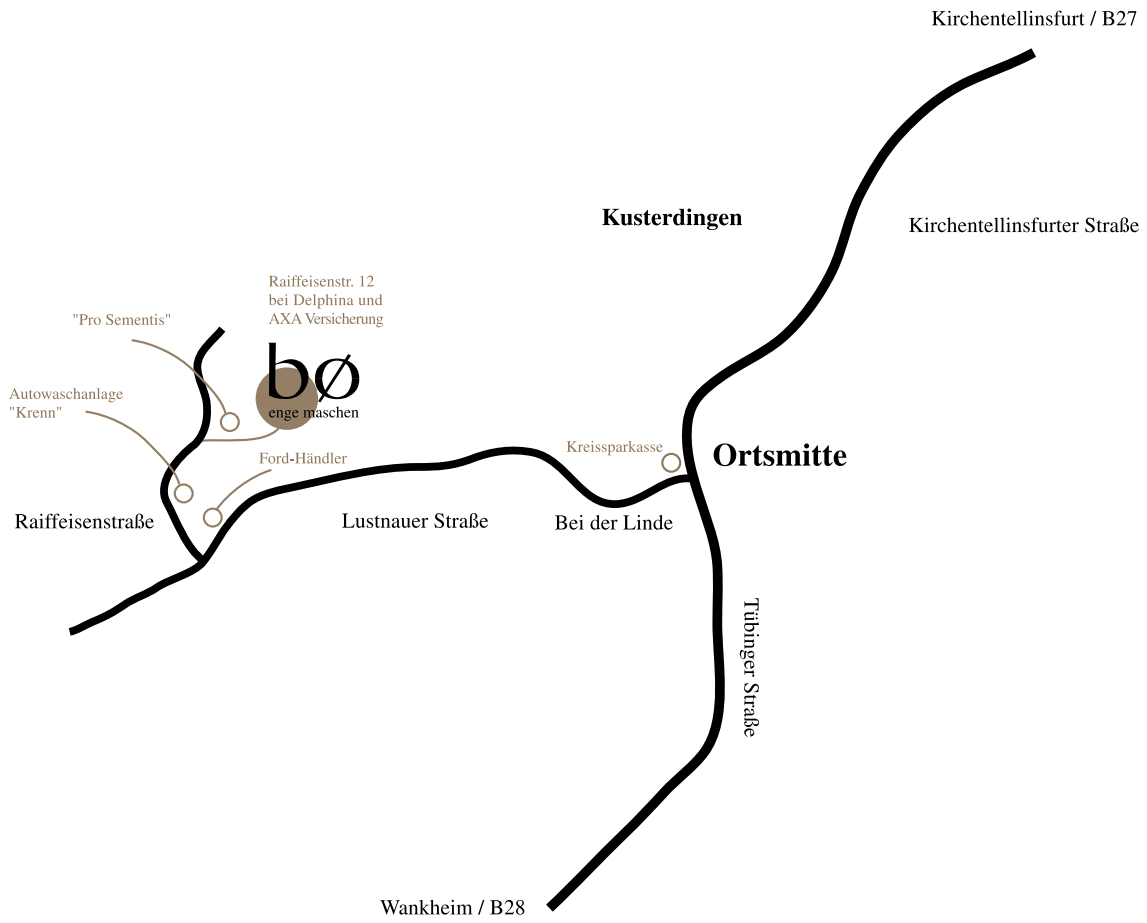 Kirchentellinsfurt / B27
Kusterdingen
Kirchentellinsfurter Straße
Raiffeisenstr. 12
bei Delphina und
AXA Versicherung
"Pro Sementis"
bø
enge maschen
Autowaschanlage
"Krenn"
Ford-Händler
Kreissparkasse
Ortsmitte
Raiffeisenstraße
Lustnauer Straße
Bei der Linde
Tübinger Straße
Wankheim / B28